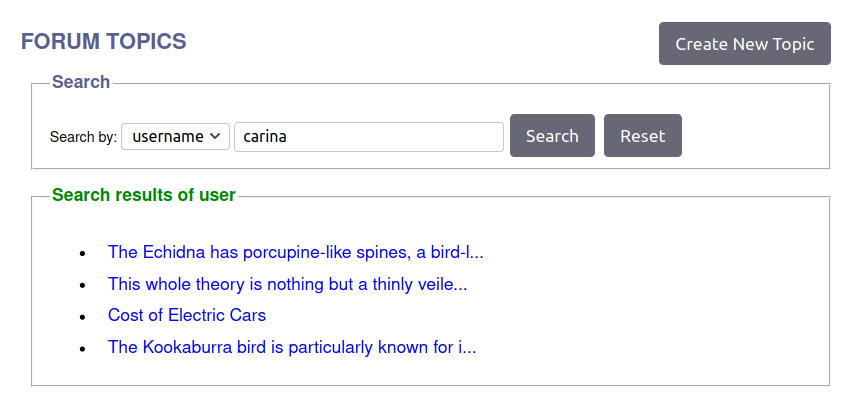 FORUM TOPICS
Create New Topic
Search
Search by: username carina Search Reset
Search results of user
The Echidna has porcupine-like spines, a bird-l...
This whole theory is nothing but a thinly veile...
Cost of Electric Cars
The Kookaburra bird is particularly known for i...